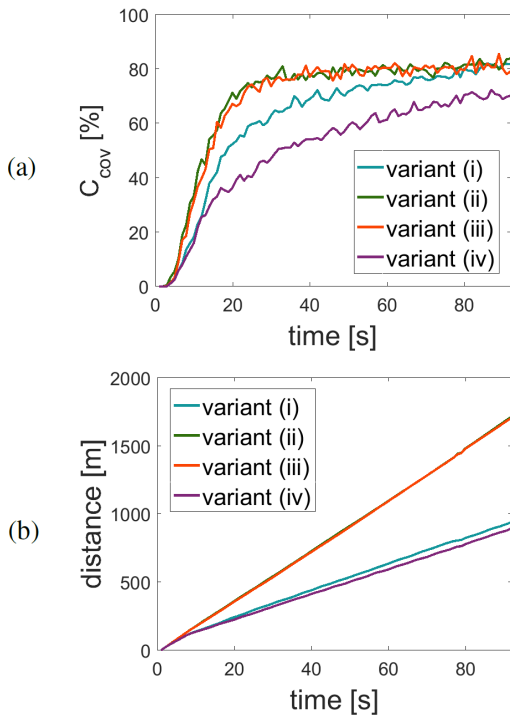 (a)
C_cov [%]
100
80
60
40
20
0
variant (i)
variant (ii)
variant (iii)
variant (iv)
0 20 40 60 80
time [s]
(b)
distance [m]
2000
1500
1000
500
0
variant (i)
variant (ii)
variant (iii)
variant (iv)
0 20 40 60 80
time [s]